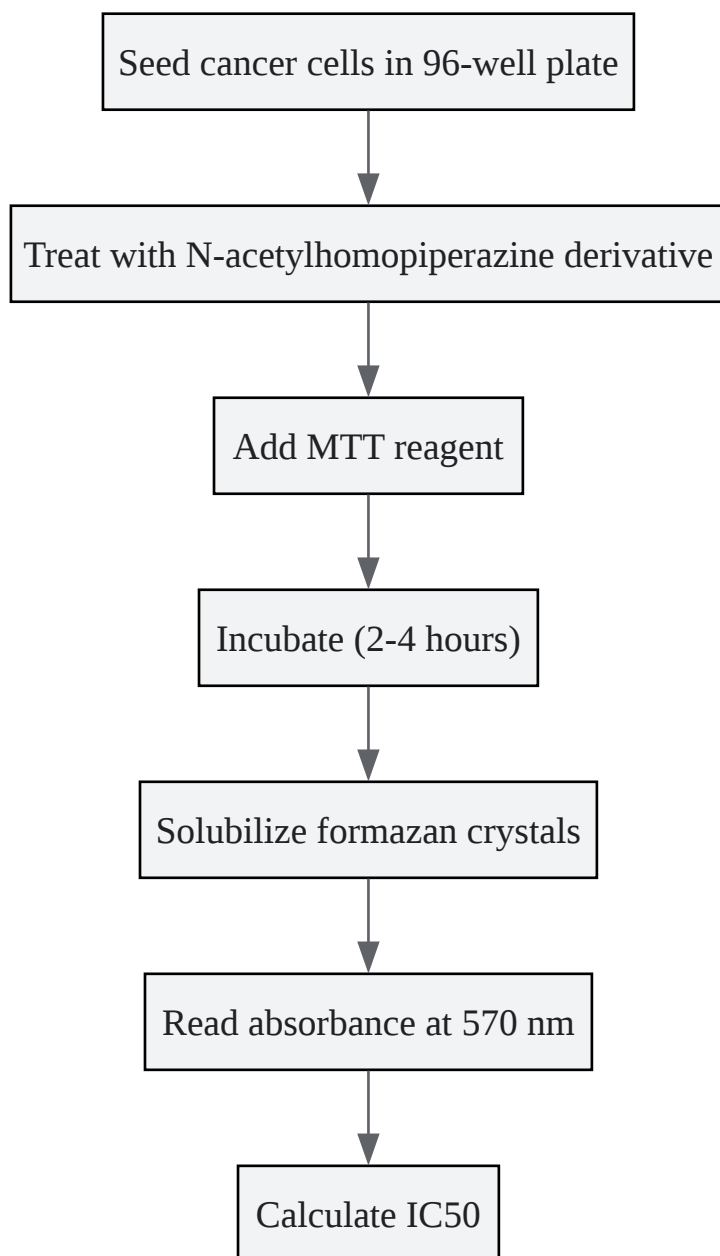 Seed cancer cells in 96-well plate
Treat with N-acetylhomopiperazine derivative
Add MTT reagent
Incubate (2-4 hours)
Solubilize formazan crystals
Read absorbance at 570 nm
Calculate IC50